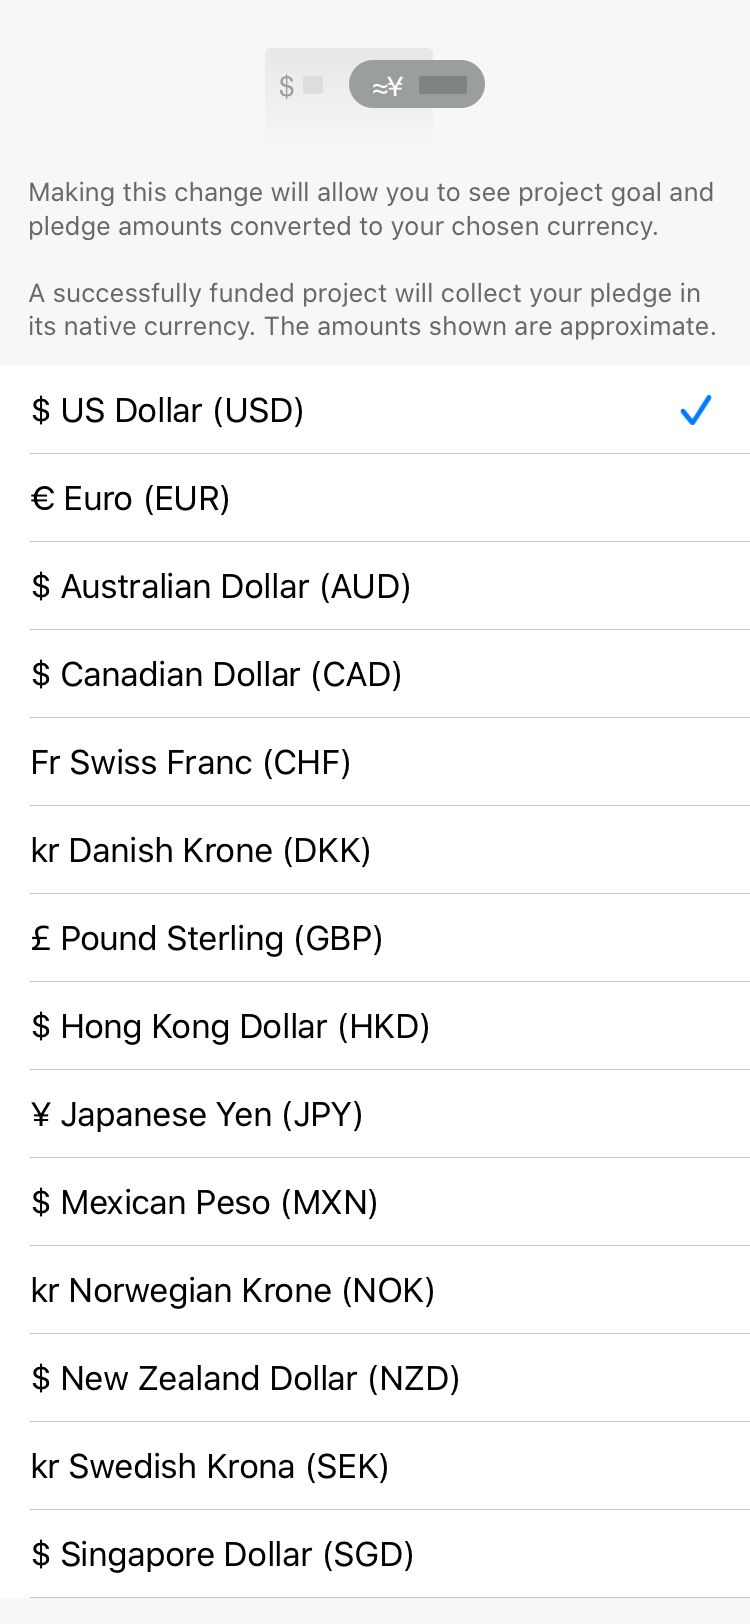 $ ≈¥
Making this change will allow you to see project goal and
pledge amounts converted to your chosen currency.
A successfully funded project will collect your pledge in
its native currency. The amounts shown are approximate.
$ US Dollar (USD)
€ Euro (EUR)
$ Australian Dollar (AUD)
$ Canadian Dollar (CAD)
Fr Swiss Franc (CHF)
kr Danish Krone (DKK)
£ Pound Sterling (GBP)
$ Hong Kong Dollar (HKD)
¥ Japanese Yen (JPY)
$ Mexican Peso (MXN)
kr Norwegian Krone (NOK)
$ New Zealand Dollar (NZD)
kr Swedish Krona (SEK)
$ Singapore Dollar (SGD)